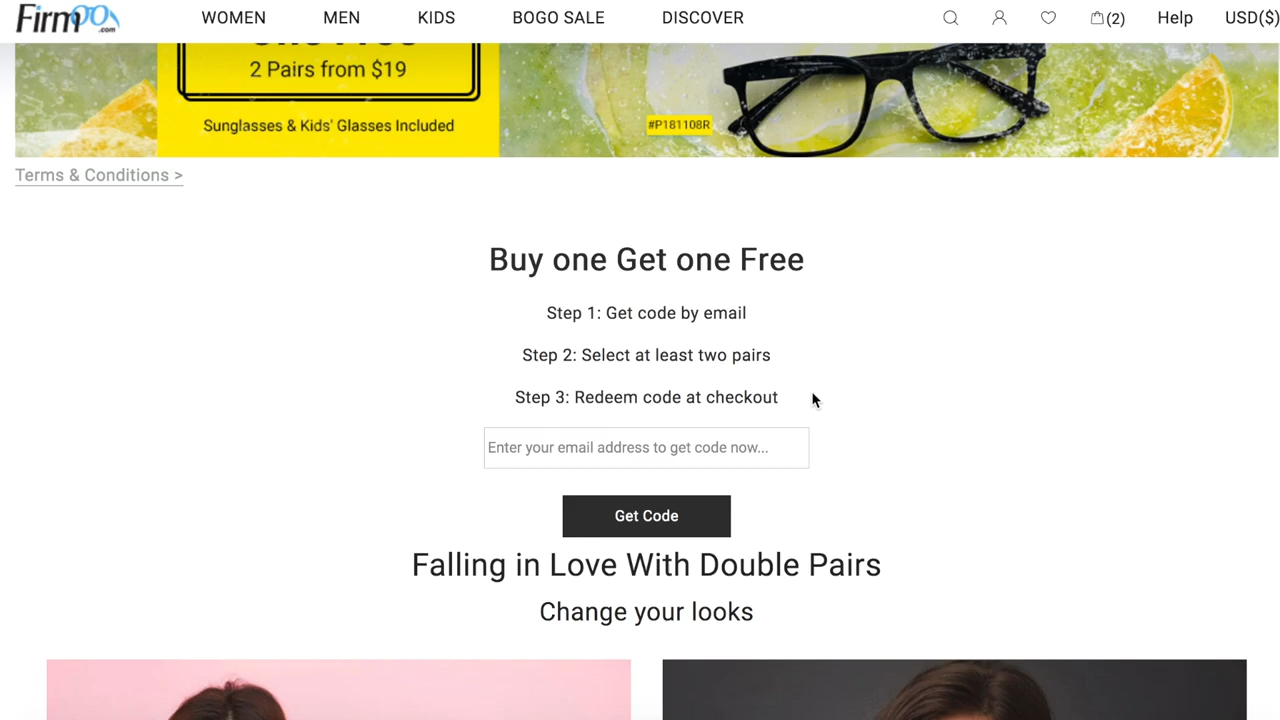 Firmoo.com
WOMEN
MEN
KIDS
BOGO SALE
DISCOVER
(2)
Help
USD($)
2 Pairs from $19
Sunglasses & Kids' Glasses Included
#P181108R
Terms & Conditions >
Buy one Get one Free
Step 1: Get code by email
Step 2: Select at least two pairs
Step 3: Redeem code at checkout
Enter your email address to get code now...
Get Code
Falling in Love With Double Pairs
Change your looks